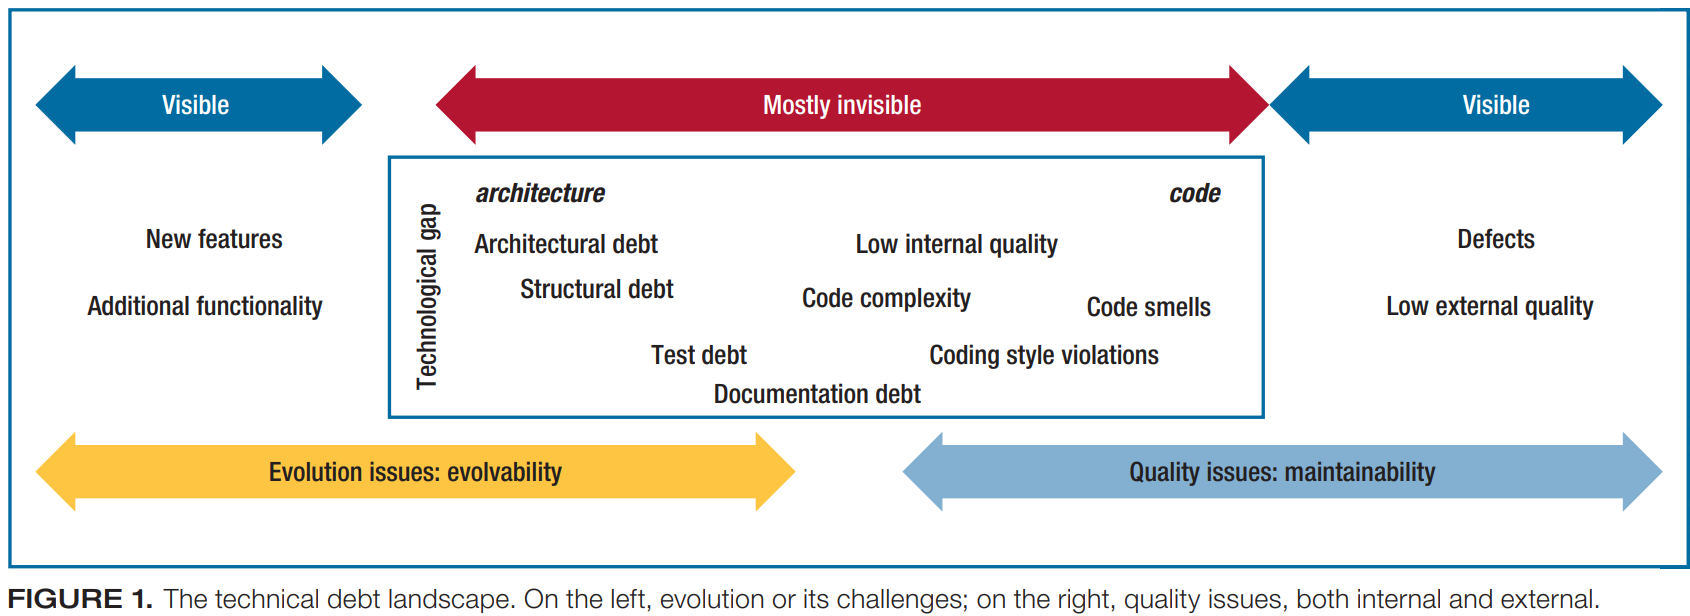 Visible
Mostly invisible
Visible
architecture
code
Technological gap
New features
Additional functionality
Architectural debt
Low internal quality
Structural debt
Code complexity
Code smells
Test debt
Coding style violations
Documentation debt
Defects
Low external quality
Evolution issues: evolvability
Quality issues: maintainability
FIGURE 1. The technical debt landscape. On the left, evolution or its challenges; on the right, quality issues, both internal and external.